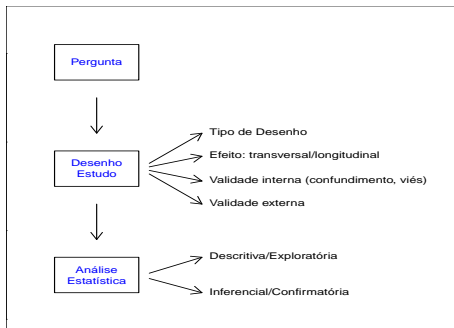 Pergunta
Desenho
Estudo
Tipo de Desenho
Efeito: transversal/longitudinal
Validade interna (confundimento, viés)
Validade externa
Análise
Estatística
Descritiva/Exploratória
Inferencial/Confirmatória